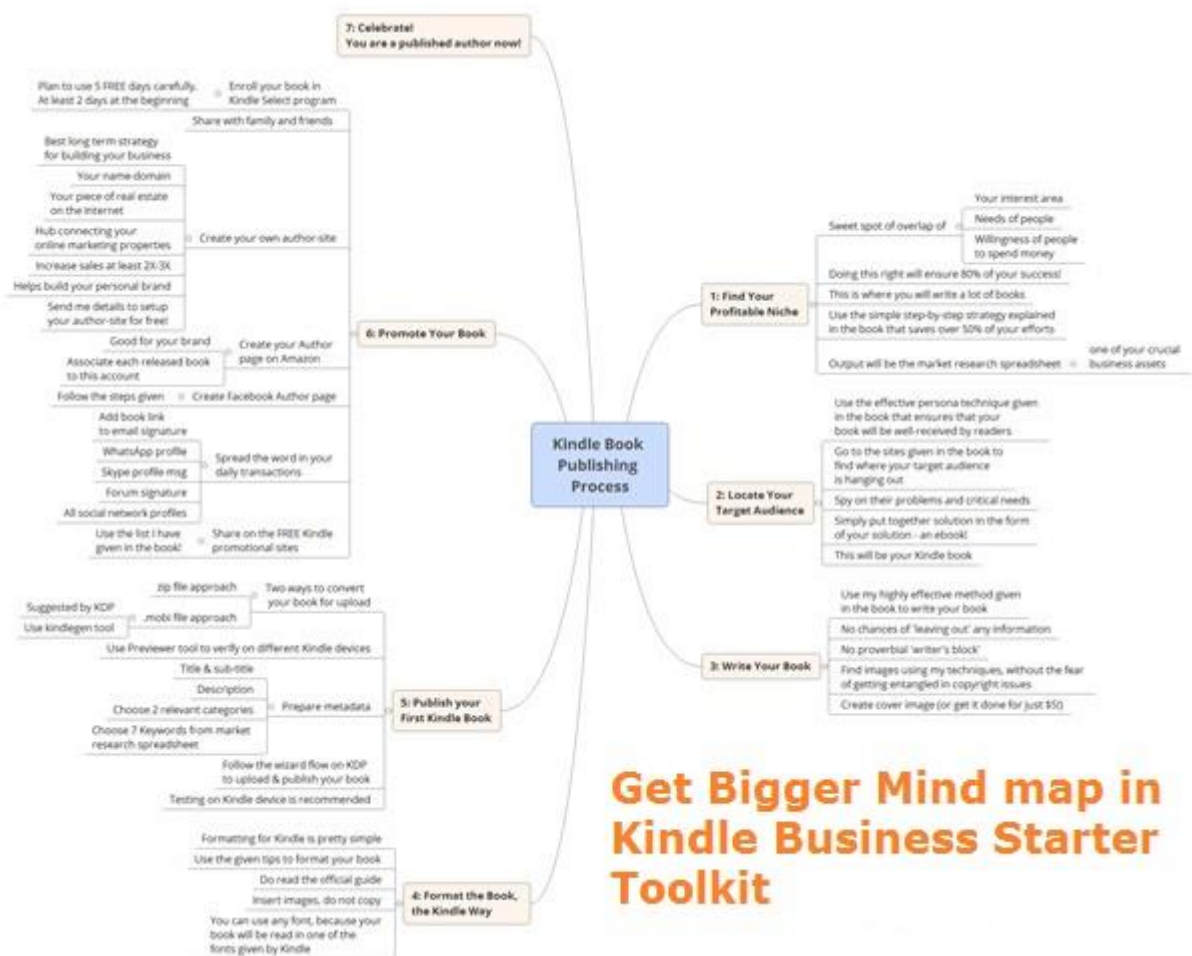 Kindle Book
Publishing
Process
1: Find Your
Profitable Niche
Sweet spot of overlap of
Your interest area
Needs of people
Willingness of people
to spend money
Doing this right will ensure 80% of your success!
This is where you will write a lot of books
Use the simple step-by-step strategy explained
in the book that saves over 50% of your efforts
Output will be the market research spreadsheet
one of your crucial
business assets
2: Locate Your
Target Audience
Use the effective persona technique given
in the book that ensures that your
book will be well-received by readers
Go to the sites given in the book to
find where your target audience
is hanging out
Spy on their problems and critical needs
Simply put together solution in the form
of your solution - an ebook!
This will be your Kindle book
3: Write Your Book
Use my highly effective method given
in the book to write your book
No chances of 'leaving out' any information
No proverbial 'writer's block'
Find images using my techniques, without the fear
of getting entangled in copyright issues
Create cover image (or get it done for just $5!)
4: Format the Book,
the Kindle Way
Formatting for Kindle is pretty simple
Use the given tips to format your book
Do read the official guide
Insert images, do not copy
You can use any font, because your
book will be read in one of the
fonts given by Kindle
5: Publish your
First Kindle Book
Two ways to convert
your book for upload
zip file approach
.mobi file approach
Suggested by KDP
Use kindlegen tool
Use Previewer tool to verify on different Kindle devices
Prepare metadata
Title & sub-title
Description
Choose 2 relevant categories
Choose 7 Keywords from market
research spreadsheet
Follow the wizard flow on KDP
to upload & publish your book
Testing on Kindle device is recommended
6: Promote Your Book
Enroll your book in
Kindle Select program
Plan to use 5 FREE days carefully.
At least 2 days at the beginning
Share with family and friends
Create your own author-site
Best long term strategy
for building your business
Your name-domain
Your piece of real estate
on the Internet
Hub connecting your
online marketing properties
Increase sales at least 2X-3X
Helps build your personal brand
Send me details to setup
your author-site for free!
Create your Author
page on Amazon
Good for your brand
Associate each released book
to this account
Create Facebook Author page
Follow the steps given
Spread the word in your
daily transactions
Add book link
to email signature
WhatsApp profile
Skype profile msg
Forum signature
All social network profiles
Share on the FREE Kindle
promotional sites
Use the list I have
given in the book!
7: Celebrate!
You are a published author now!
Get Bigger Mind map in
Kindle Business Starter
Toolkit